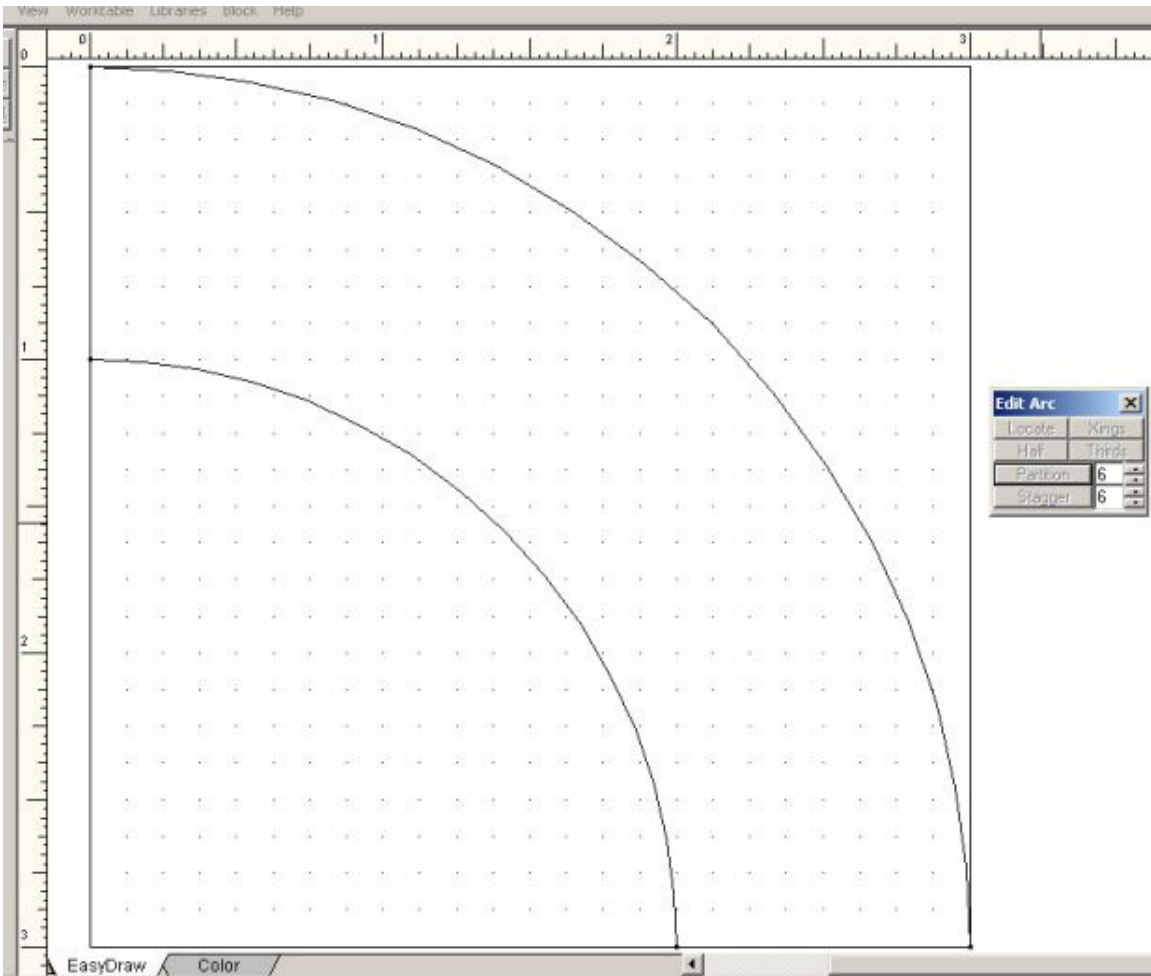 View Worktable Libraries Block Help
0 0 1 2 3
1
2
3
Edit Arc
Locate Xings
Half Thirds
Partition 6
Stagger 6
EasyDraw Color